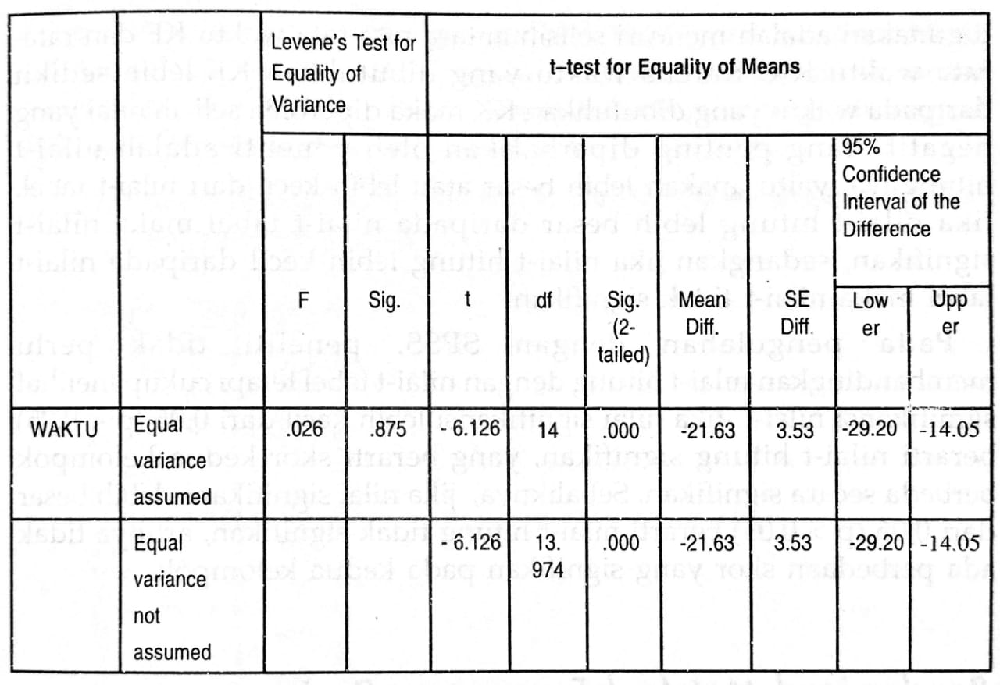 Levene's Test for
Equality of
Variance
t-test for Equality of Means
95%
Confidence
Interval of the
Difference
F
Sig.
t
df
Sig.
(2-
tailed)
Mean
Diff.
SE
Diff.
Low
er
Upp
er
WAKTU
Equal
variance
assumed
.026
.875
- 6.126
14
.000
-21.63
3.53
-29.20
-14.05
Equal
variance
not
assumed
- 6.126
13.
974
.000
-21.63
3.53
-29.20
-14.05